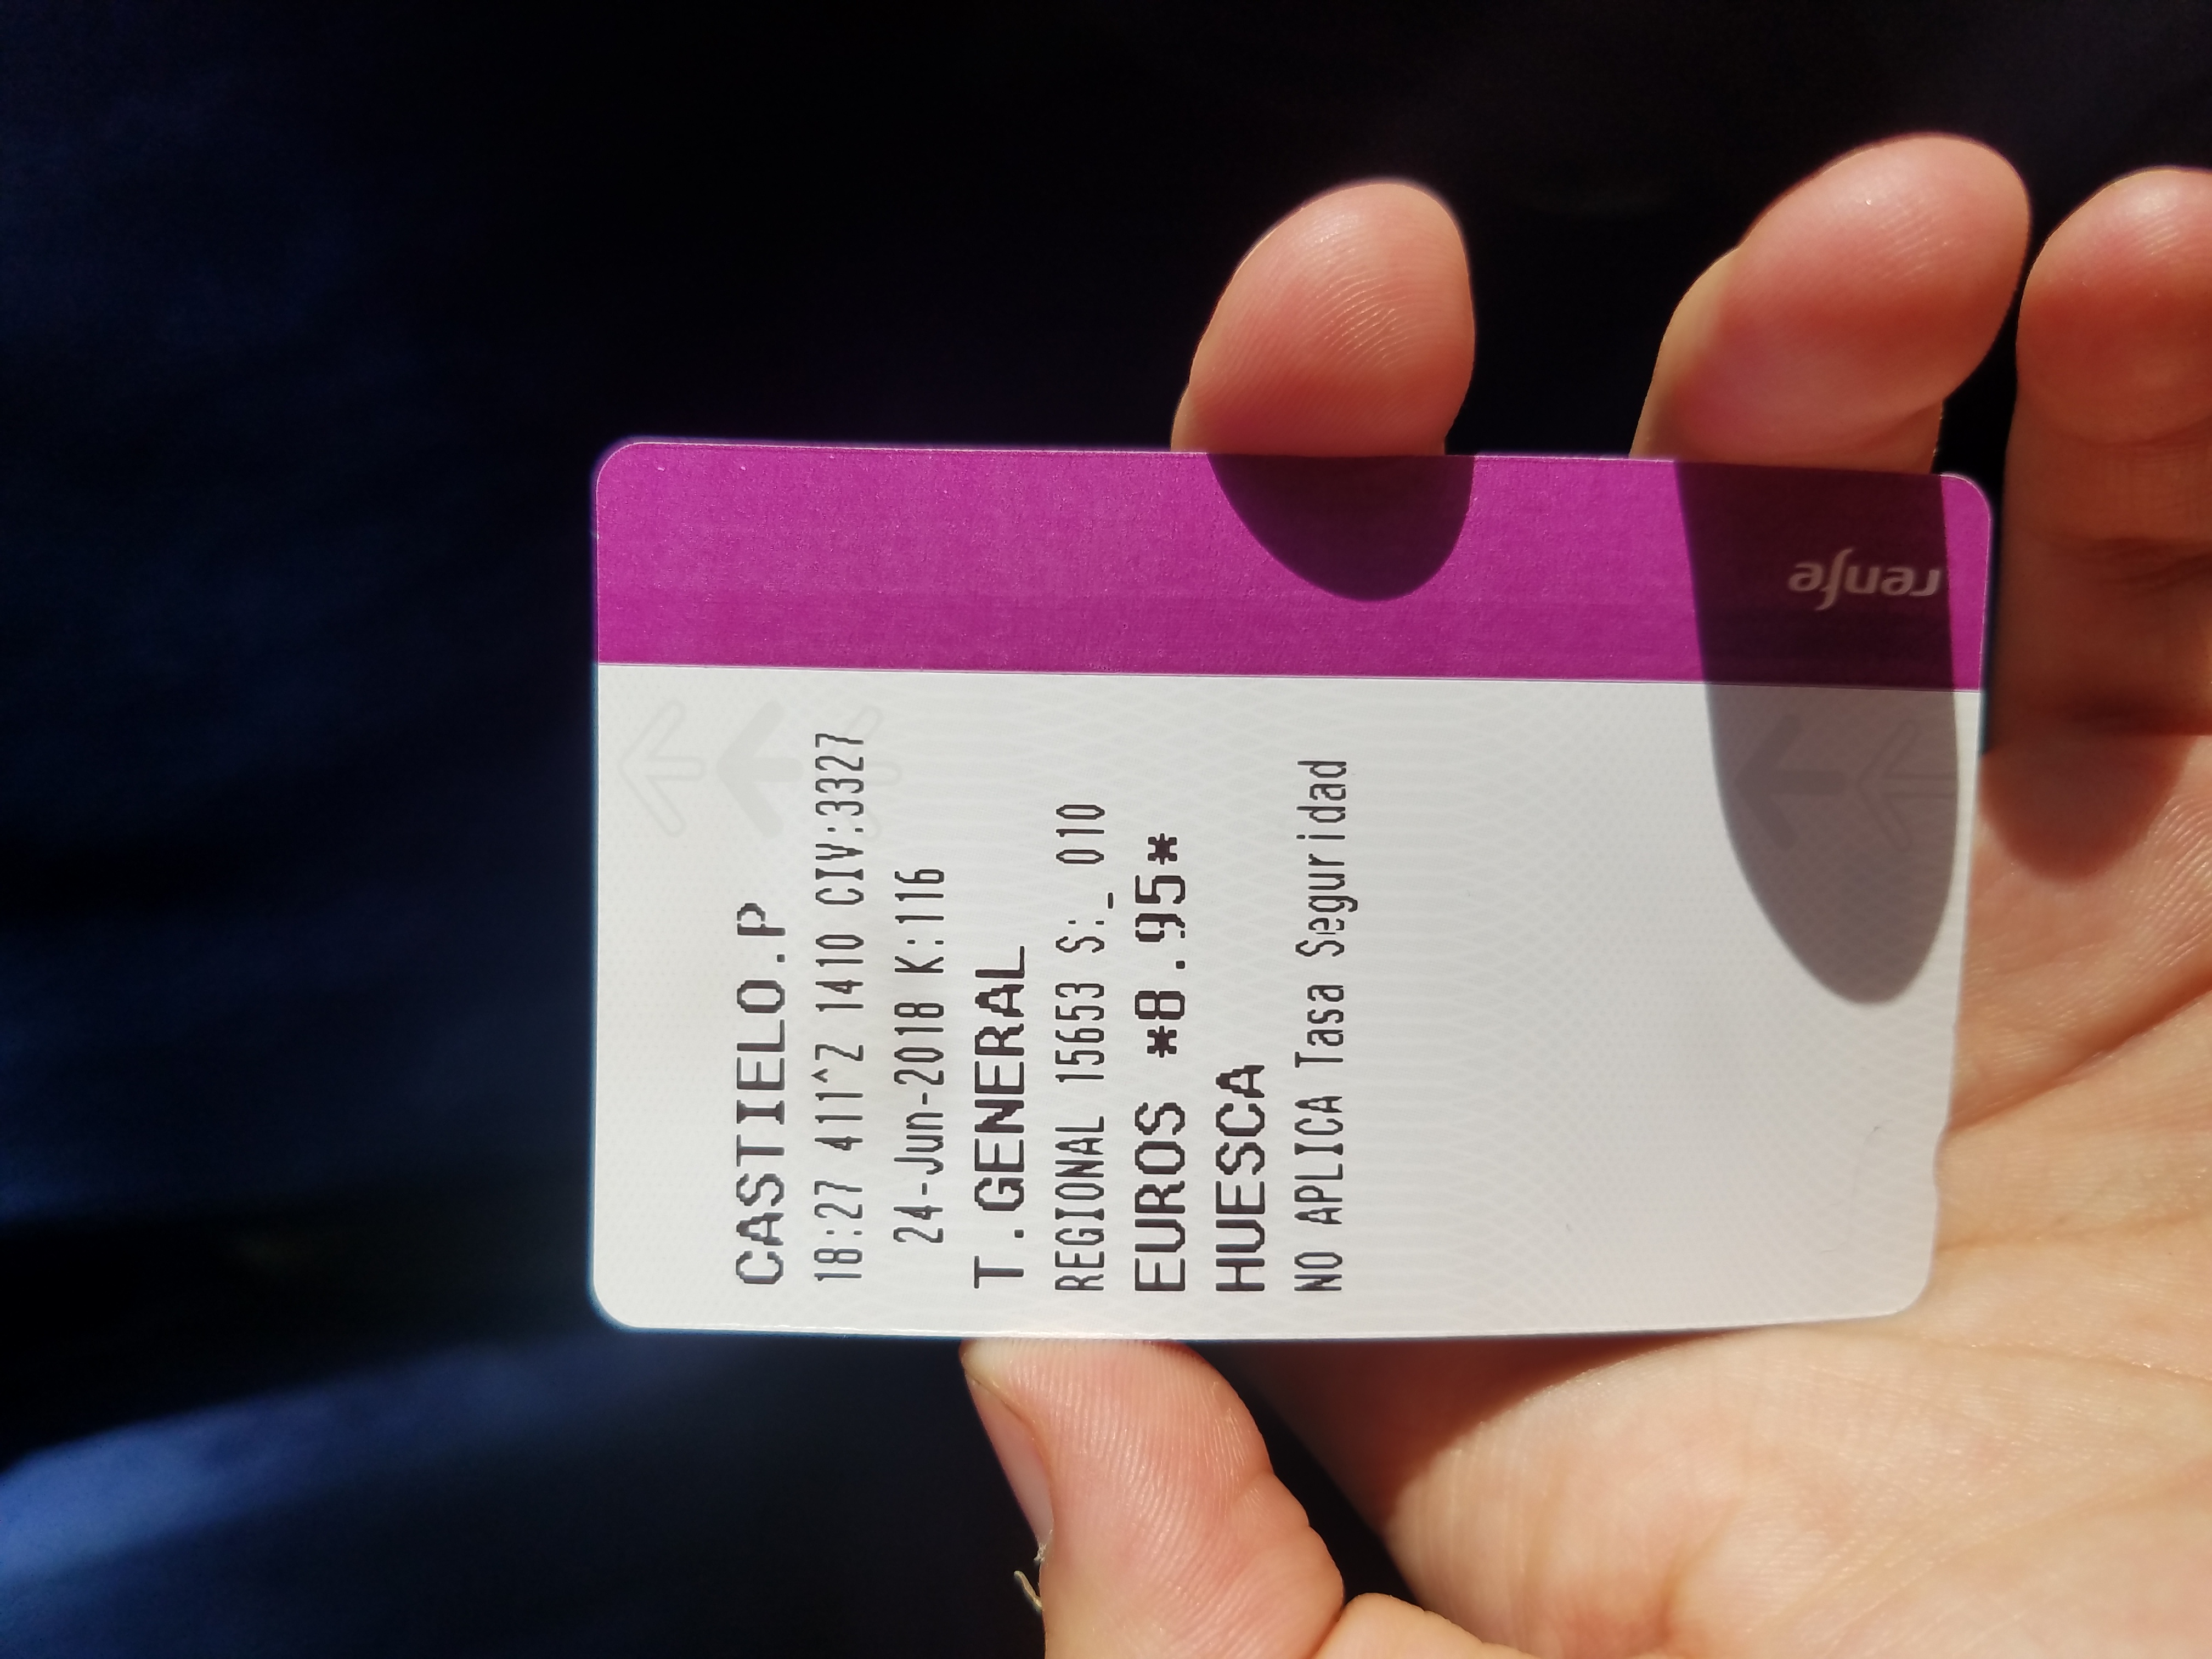 CASTIELO.P
18:27 411^Z 1410 CIV:3327
24-Jun-2018 K:116
T.GENERAL
REGIONAL 15653 S:_ 010
EUROS *8.95*
HUESCA
NO APLICA Tasa Seguridad
renfe